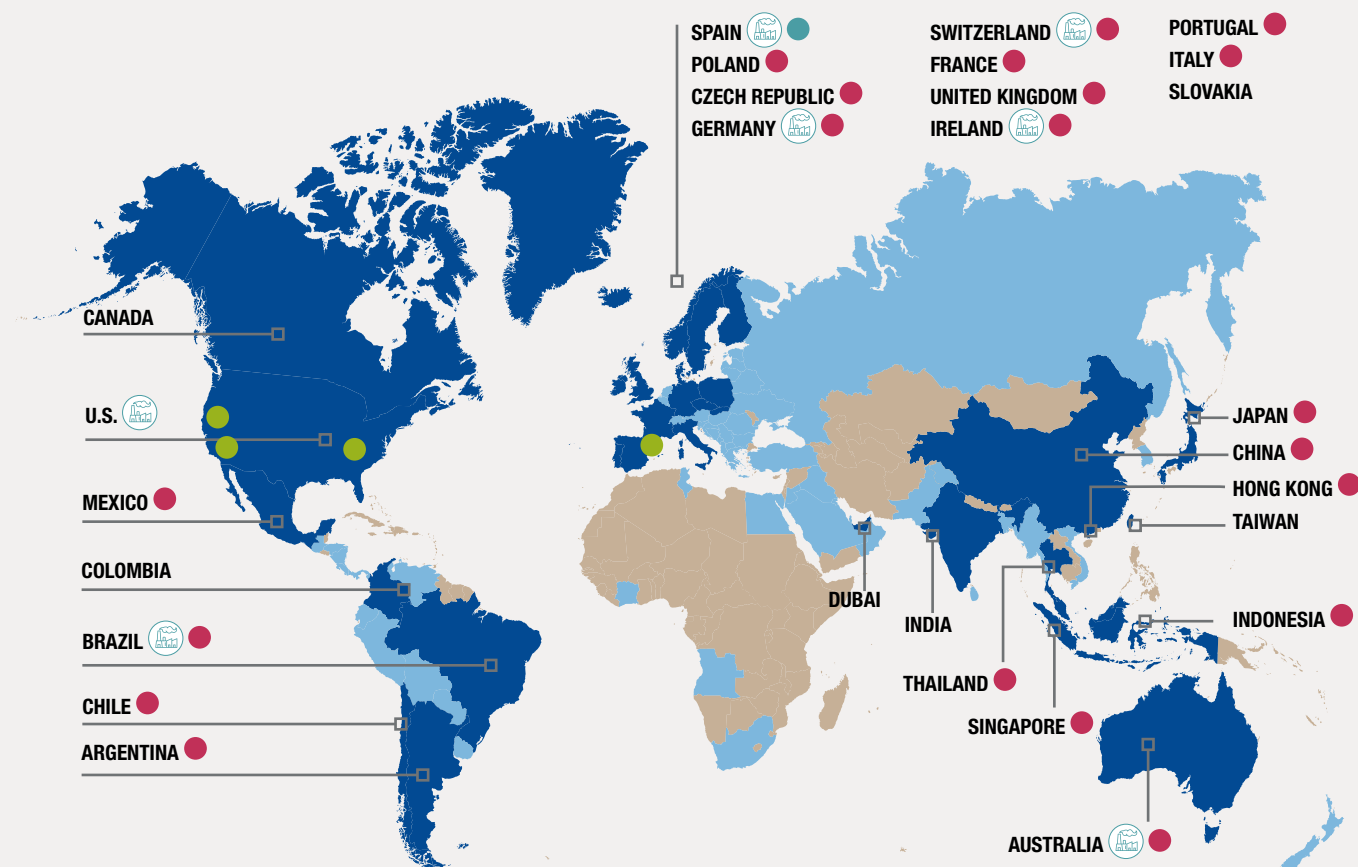 SPAIN
POLAND
CZECH REPUBLIC
GERMANY
SWITZERLAND
FRANCE
UNITED KINGDOM
IRELAND
PORTUGAL
ITALY
SLOVAKIA
CANADA
U.S.
MEXICO
COLOMBIA
BRAZIL
CHILE
ARGENTINA
JAPAN
CHINA
HONG KONG
TAIWAN
DUBAI
INDIA
INDONESIA
THAILAND
SINGAPORE
AUSTRALIA